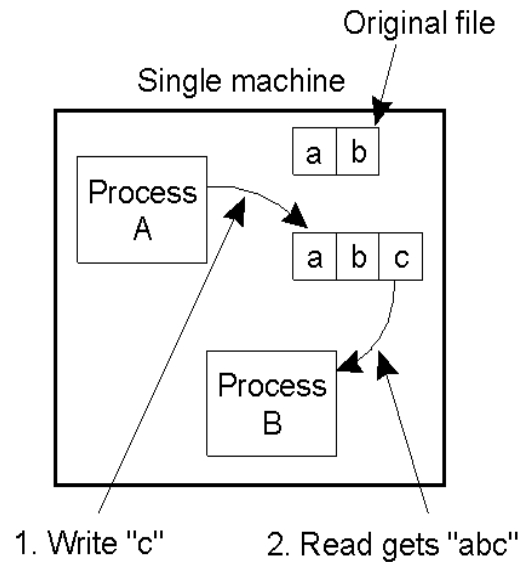 Original file
Single machine
a b
Process
A
a b c
Process
B
1. Write "c"
2. Read gets "abc"